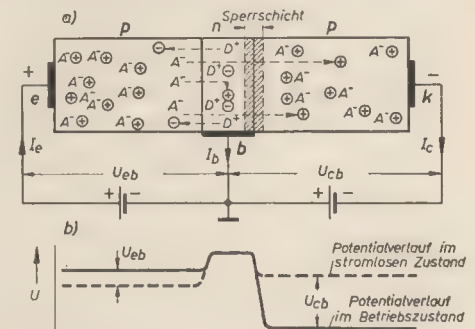 a)
p
n
Sperrschicht
p
A⁻ ⊕ A⁻ ⊕ A⁻ ⊖ D⁺ ⊕ A⁻ ⊕
A⁻ ⊕ A⁻ ⊕ A⁻ ⊕ A⁻ D⁺ ⊖ A⁻ ⊕
+ −
e A⁻ ⊕ A⁻ ⊕ A⁻ D⁺ ⊖ ⊕ A⁻ A⁻ ⊕ k
A⁻ ⊕ A⁻ ⊕ ⊖ D⁺ ⊕ A⁻ ⊕
b
Ie Ib Ic
Ueb Ucb
+ − + −
b)
Ueb
Potentialverlauf im
stromlosen Zustand
U
Ucb
Potentialverlauf
im Betriebszustand